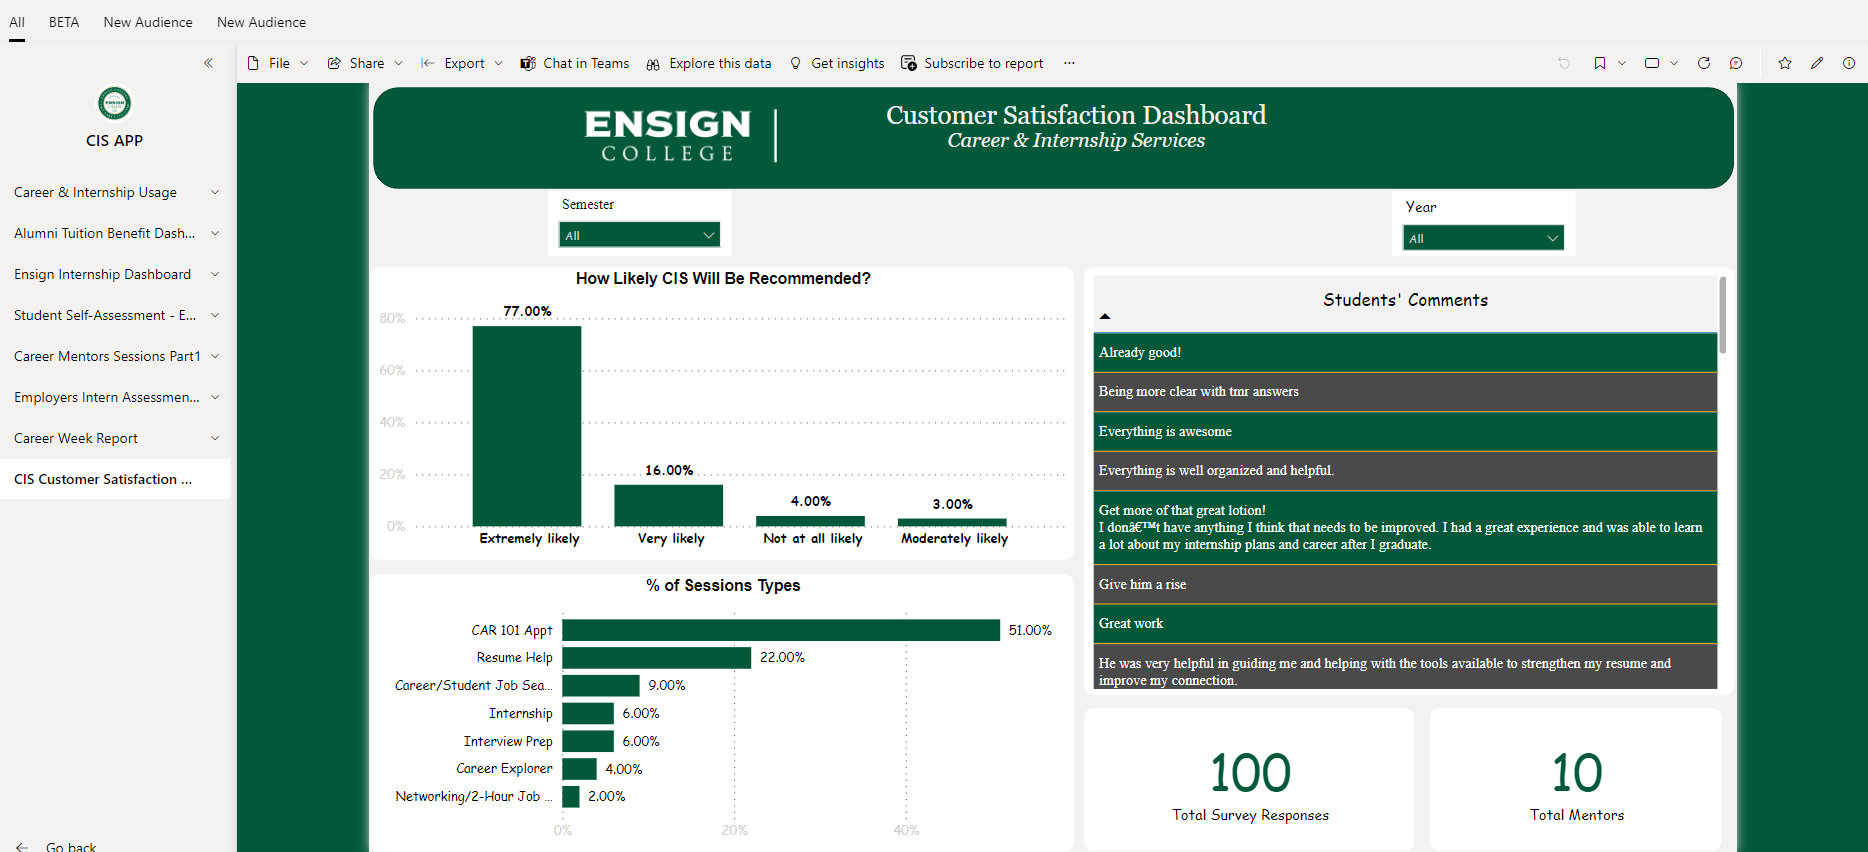 All BETA New Audience New Audience
File Share Export Chat in Teams Explore this data Get insights Subscribe to report ...
ENSIGN
COLLEGE
CIS APP
Career & Internship Usage
Alumni Tuition Benefit Dash...
Ensign Internship Dashboard
Student Self-Assessment - E...
Career Mentors Sessions Part1
Employers Intern Assessmen...
Career Week Report
CIS Customer Satisfaction ...
Go back
Customer Satisfaction Dashboard
Career & Internship Services
Semester
All
Year
All
How Likely CIS Will Be Recommended?
80%
60%
40%
20%
0%
77.00%
16.00%
4.00%
3.00%
Extremely likely Very likely Not at all likely Moderately likely
% of Sessions Types
CAR 101 Appt 51.00%
Resume Help 22.00%
Career/Student Job Sea... 9.00%
Internship 6.00%
Interview Prep 6.00%
Career Explorer 4.00%
Networking/2-Hour Job ... 2.00%
0% 20% 40%
Students' Comments
Already good!
Being more clear with tmr answers
Everything is awesome
Everything is well organized and helpful.
Get more of that great lotion!
I donâ€™t have anything I think that needs to be improved. I had a great experience and was able to learn
a lot about my internship plans and career after I graduate.
Give him a rise
Great work
He was very helpful in guiding me and helping with the tools available to strengthen my resume and
improve my connection.
100
Total Survey Responses
10
Total Mentors